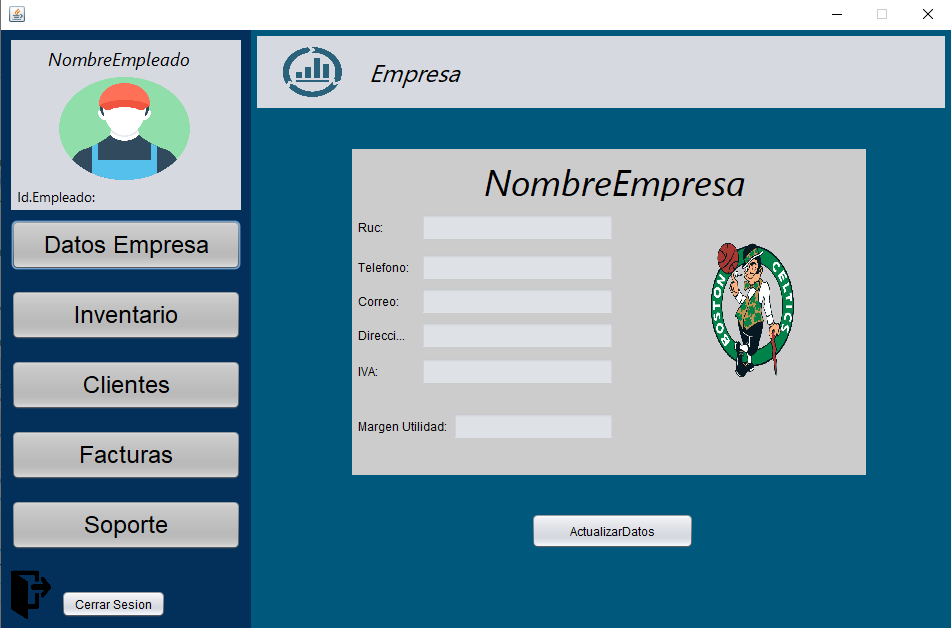 NombreEmpleado
Id.Empleado:
Datos Empresa
Inventario
Clientes
Facturas
Soporte
Cerrar Sesion
Empresa
NombreEmpresa
Ruc:
Telefono:
Correo:
Direcci...
IVA:
Margen Utilidad:
BOSTON CELTICS
ActualizarDatos